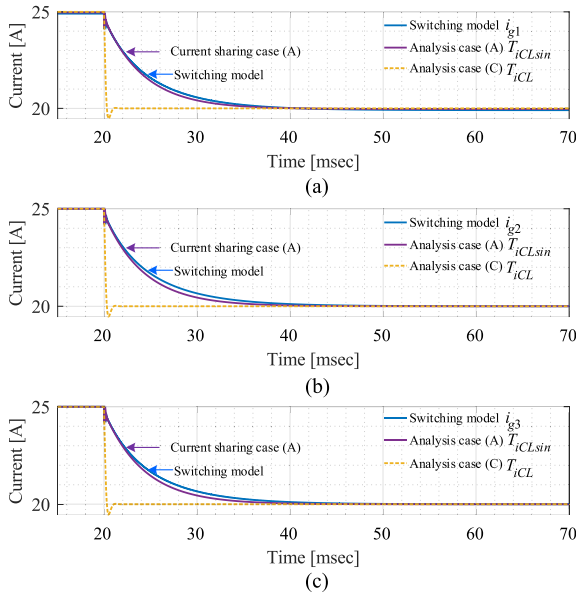 25
20
20
30
40
50
60
70
Current [A]
Time [msec]
Current sharing case (A)
Switching model
Switching model i_g1
Analysis case (A) T_iCLsin
Analysis case (C) T_iCL
(a)
25
20
20
30
40
50
60
70
Current [A]
Time [msec]
Current sharing case (A)
Switching model
Switching model i_g2
Analysis case (A) T_iCLsin
Analysis case (C) T_iCL
(b)
25
20
20
30
40
50
60
70
Current [A]
Time [msec]
Current sharing case (A)
Switching model
Switching model i_g3
Analysis case (A) T_iCLsin
Analysis case (C) T_iCL
(c)